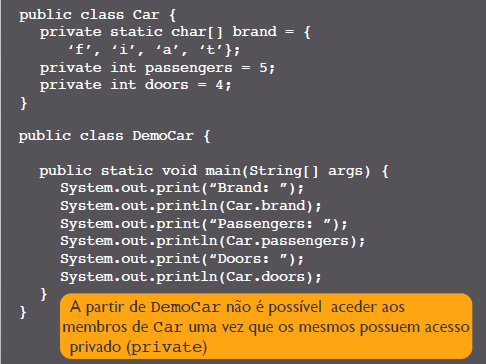 public class Car {
private static char[] brand = {
‘f’, ‘i’, ‘a’, ‘t’};
private int passengers = 5;
private int doors = 4;
}
public class DemoCar {
public static void main(String[] args) {
System.out.print(“Brand: ”);
System.out.println(Car.brand);
System.out.print(“Passengers: ”);
System.out.println(Car.passengers);
System.out.print(“Doors: ”);
System.out.println(Car.doors);
}
}
A partir de DemoCar não é possível aceder aos
membros de Car uma vez que os mesmos possuem acesso
privado (private)